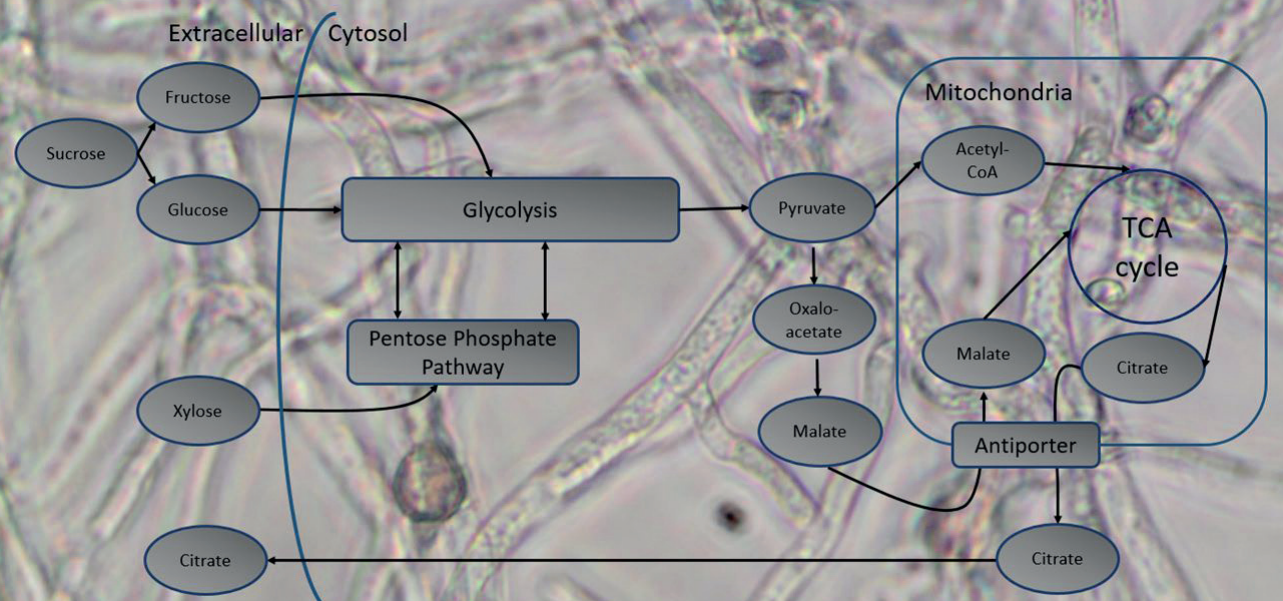 Extracellular
Cytosol
Fructose
Sucrose
Glucose
Glycolysis
Pentose Phosphate
Pathway
Xylose
Citrate
Pyruvate
Oxalo-
acetate
Malate
Mitochondria
Acetyl-
CoA
TCA
cycle
Malate
Citrate
Antiporter
Citrate